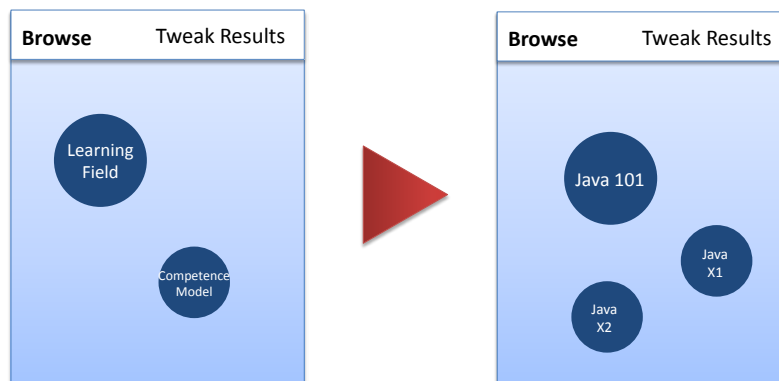 Browse Tweak Results
Learning
Field
Competence
Model
Browse Tweak Results
Java 101
Java
X1
Java
X2